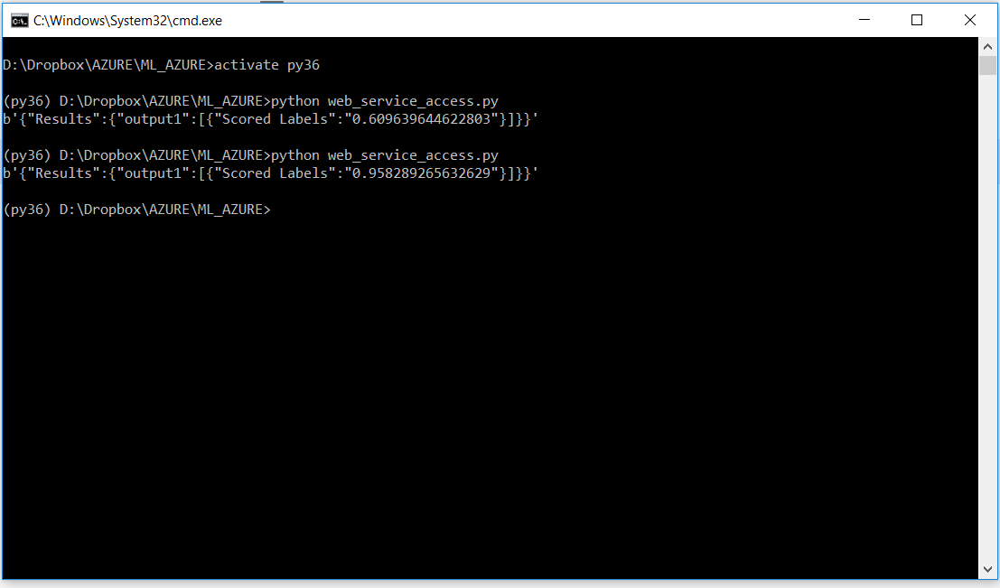 C:\Windows\System32\cmd.exe
D:\Dropbox\AZURE\ML_AZURE>activate py36
(py36) D:\Dropbox\AZURE\ML_AZURE>python web_service_access.py
b'{"Results":{"output1":[{"Scored Labels":"0.609639644622803"}]}}'
(py36) D:\Dropbox\AZURE\ML_AZURE>python web_service_access.py
b'{"Results":{"output1":[{"Scored Labels":"0.958289265632629"}]}}'
(py36) D:\Dropbox\AZURE\ML_AZURE>